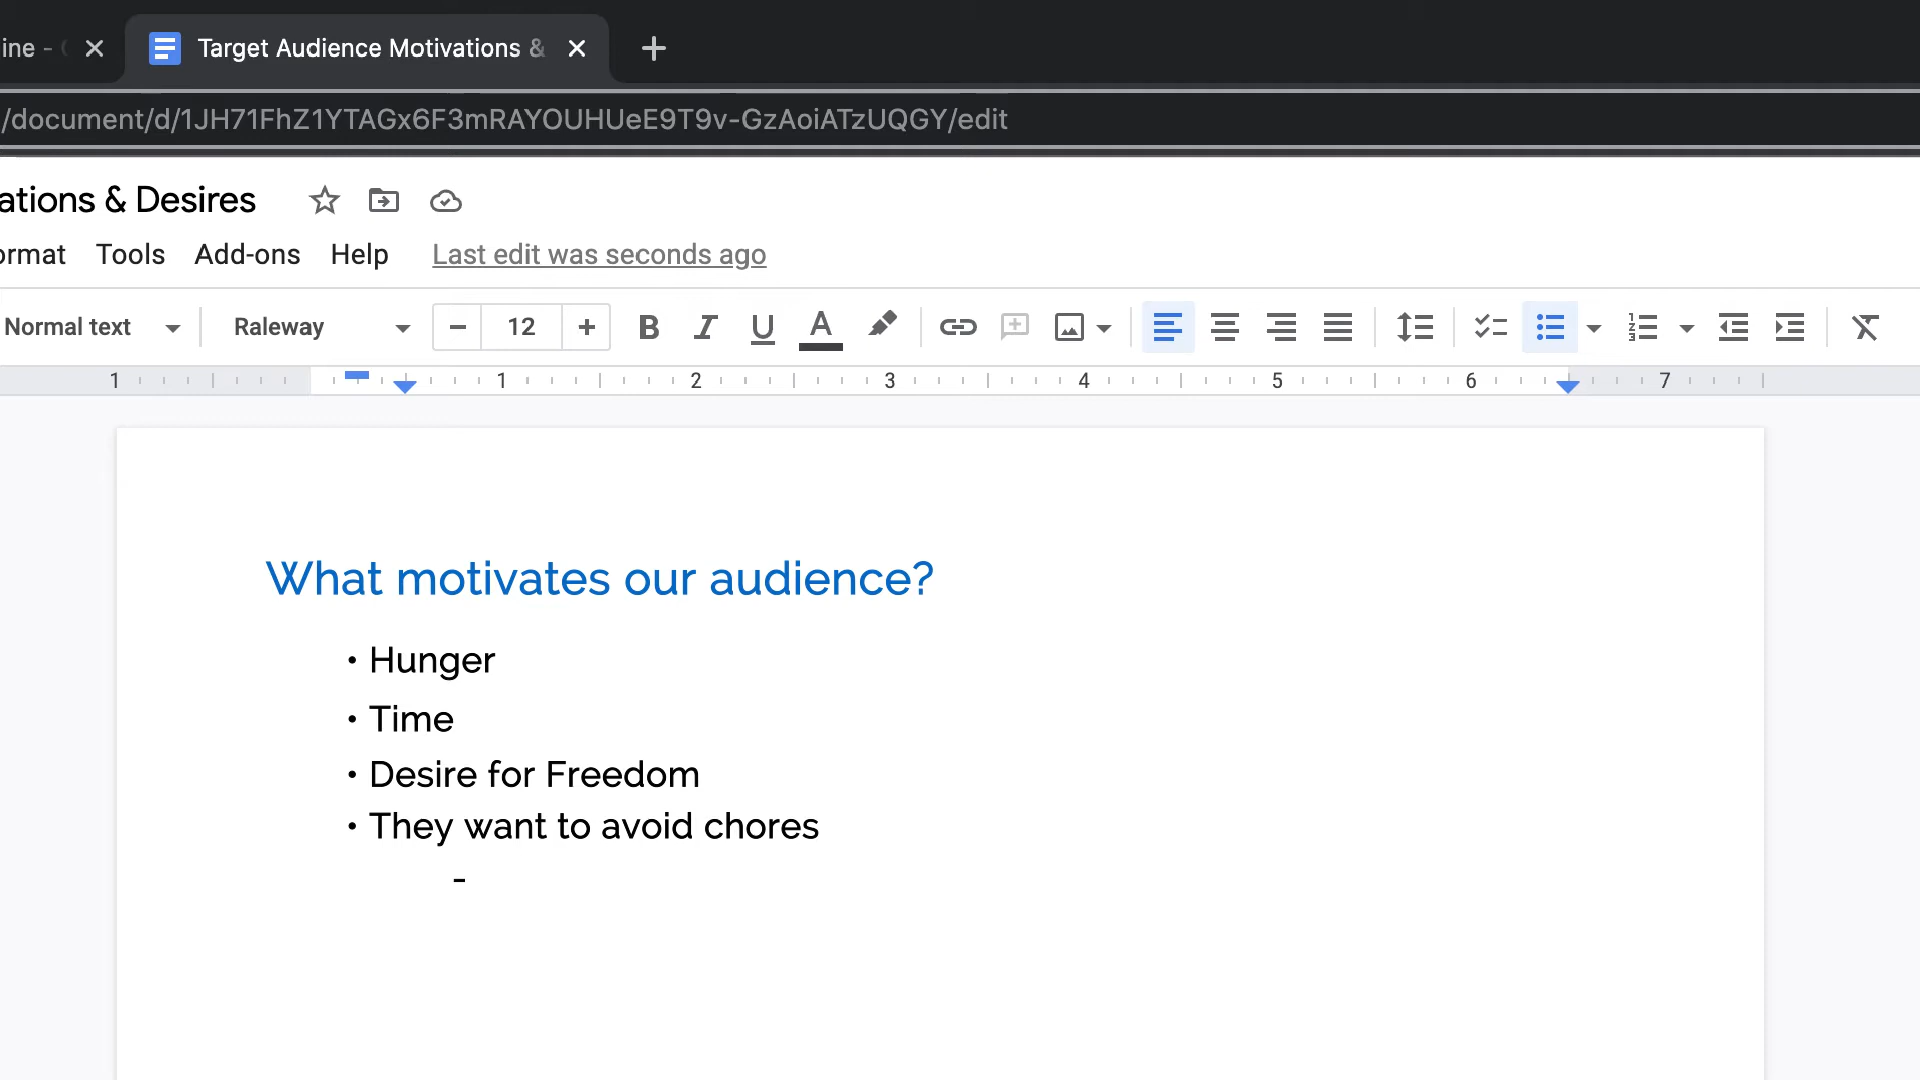 ine -
Target Audience Motivations &
/document/d/1JH71FhZ1YTAGx6F3mRAYOUHUeE9T9v-GzAoiATzUQGY/edit
ations & Desires
ormat Tools Add-ons Help Last edit was seconds ago
Normal text Raleway - 12 + B I U A
1 1 2 3 4 5 6 7
What motivates our audience?
• Hunger
• Time
• Desire for Freedom
• They want to avoid chores
-